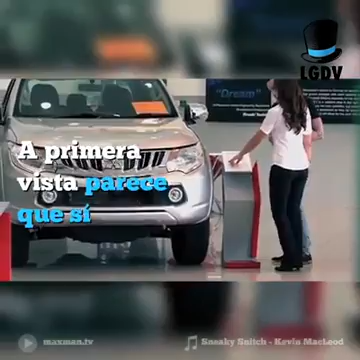 LGDV
"Dream"
A primera
vista parece
que sí
maxman.tv
Sneaky Snitch - Kevin MacLeod